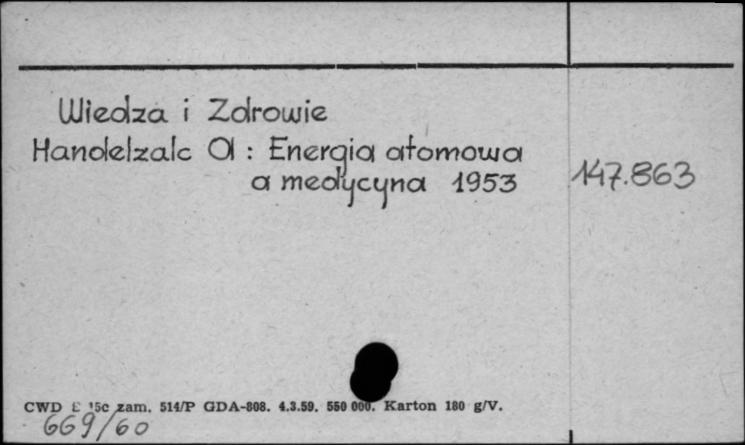 Wiedza i Zdrowie
Handelzalc A : Energia atomowa
a medycyna 1953
147.863
CWD 15c zam. 514/P GDA-808. 4.3.59. 550 000. Karton 180 g/V.
669/60